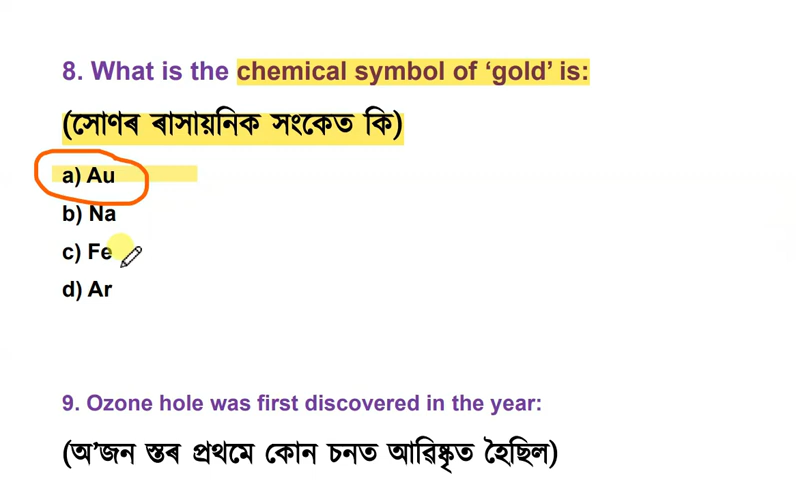 8. What is the chemical symbol of ‘gold’ is:
(সোণৰ ৰাসায়নিক সংকেত কি)
a) Au
b) Na
c) Fe
d) Ar
9. Ozone hole was first discovered in the year:
(অ’জন স্তৰ প্ৰথমে কোন চনত আৱিষ্কৃত হৈছিল)